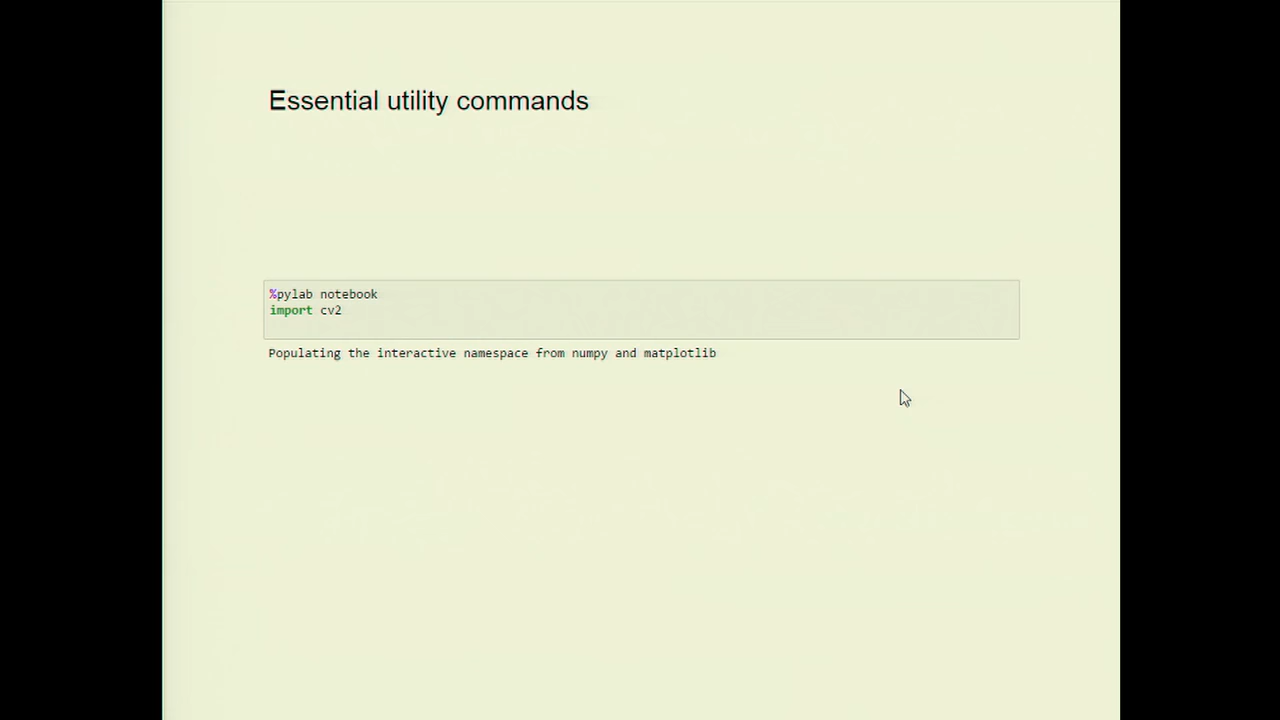 Essential utility commands
%pylab notebook
import cv2
Populating the interactive namespace from numpy and matplotlib